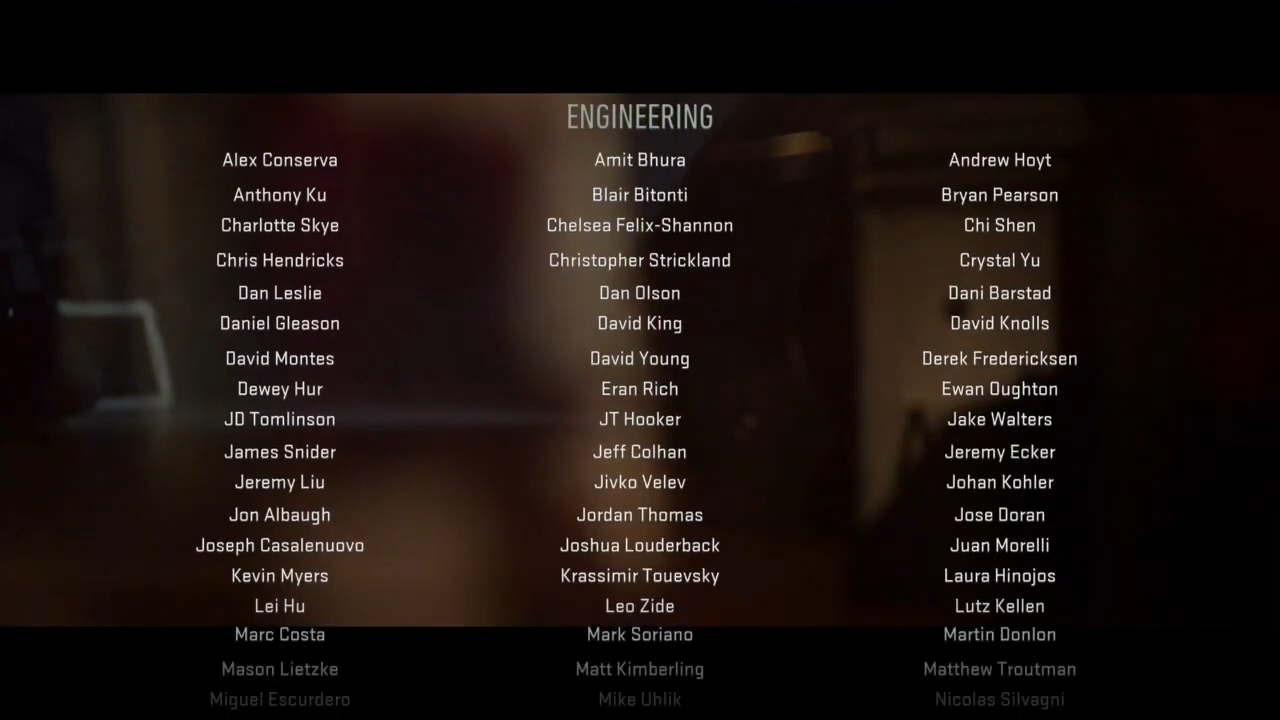 ENGINEERING
Alex Conserva Amit Bhura Andrew Hoyt
Anthony Ku Blair Bitonti Bryan Pearson
Charlotte Skye Chelsea Felix-Shannon Chi Shen
Chris Hendricks Christopher Strickland Crystal Yu
Dan Leslie Dan Olson Dani Barstad
Daniel Gleason David King David Knolls
David Montes David Young Derek Fredericksen
Dewey Hur Eran Rich Ewan Oughton
JD Tomlinson JT Hooker Jake Walters
James Snider Jeff Colhan Jeremy Ecker
Jeremy Liu Jivko Velev Johan Kohler
Jon Albaugh Jordan Thomas Jose Doran
Joseph Casalenuovo Joshua Louderback Juan Morelli
Kevin Myers Krassimir Touevsky Laura Hinojos
Lei Hu Leo Zide Lutz Kellen
Marc Costa Mark Soriano Martin Donlon
Mason Lietzke Matt Kimberling Matthew Troutman
Miguel Escurdero Mike Uhlik Nicolas Silvagni